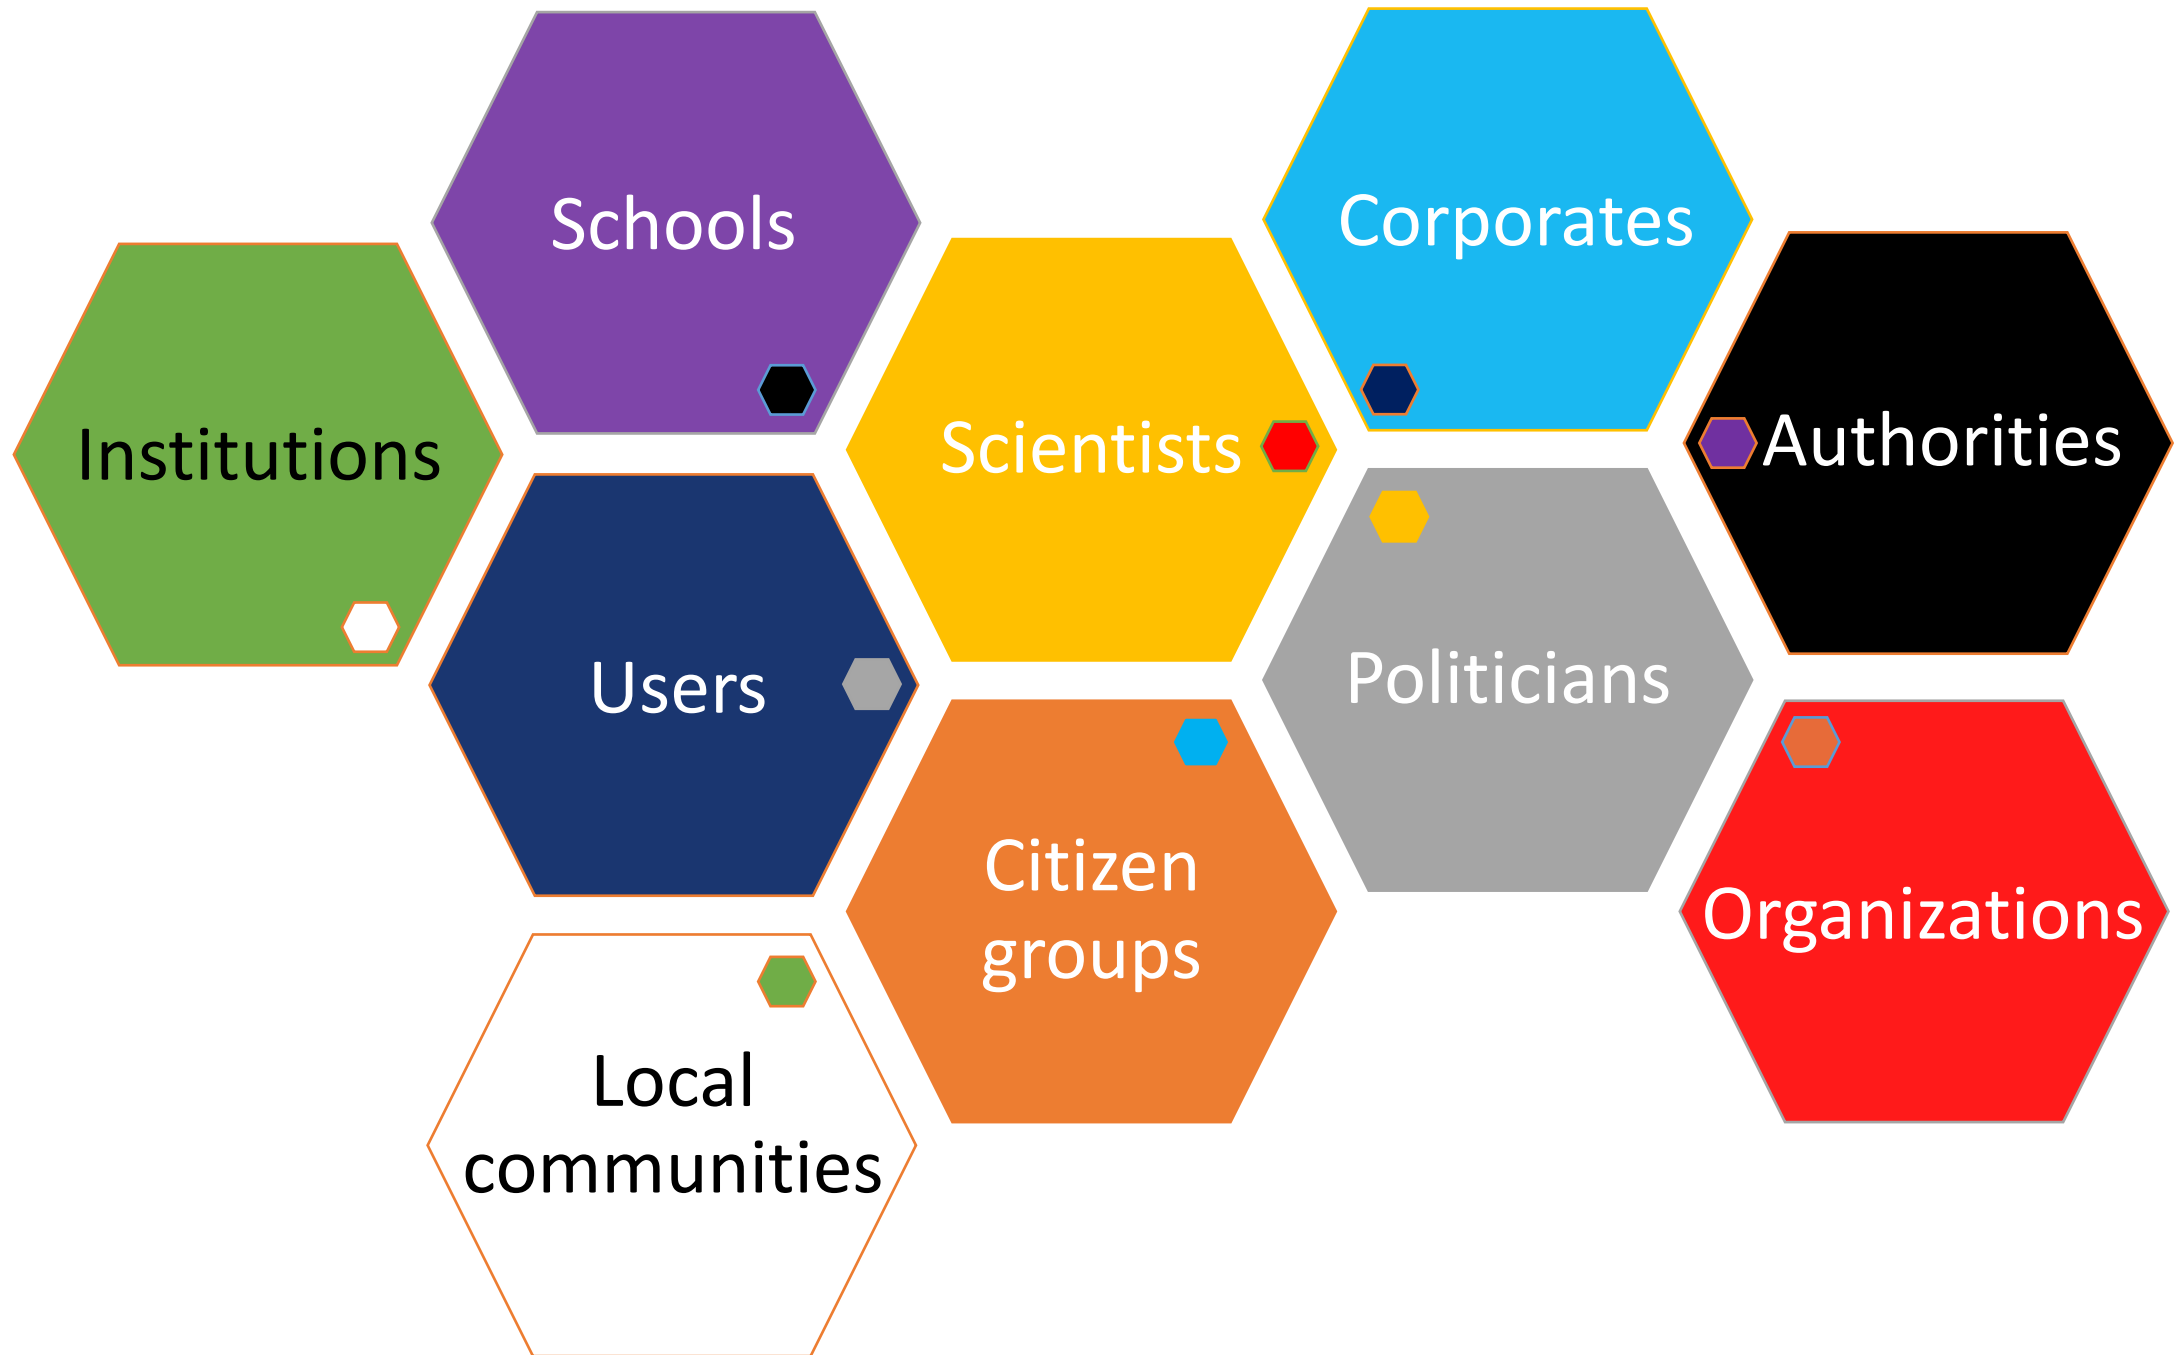 Schools
Corporates
Institutions
Scientists
Authorities
Users
Politicians
Citizen
groups
Organizations
Local
communities